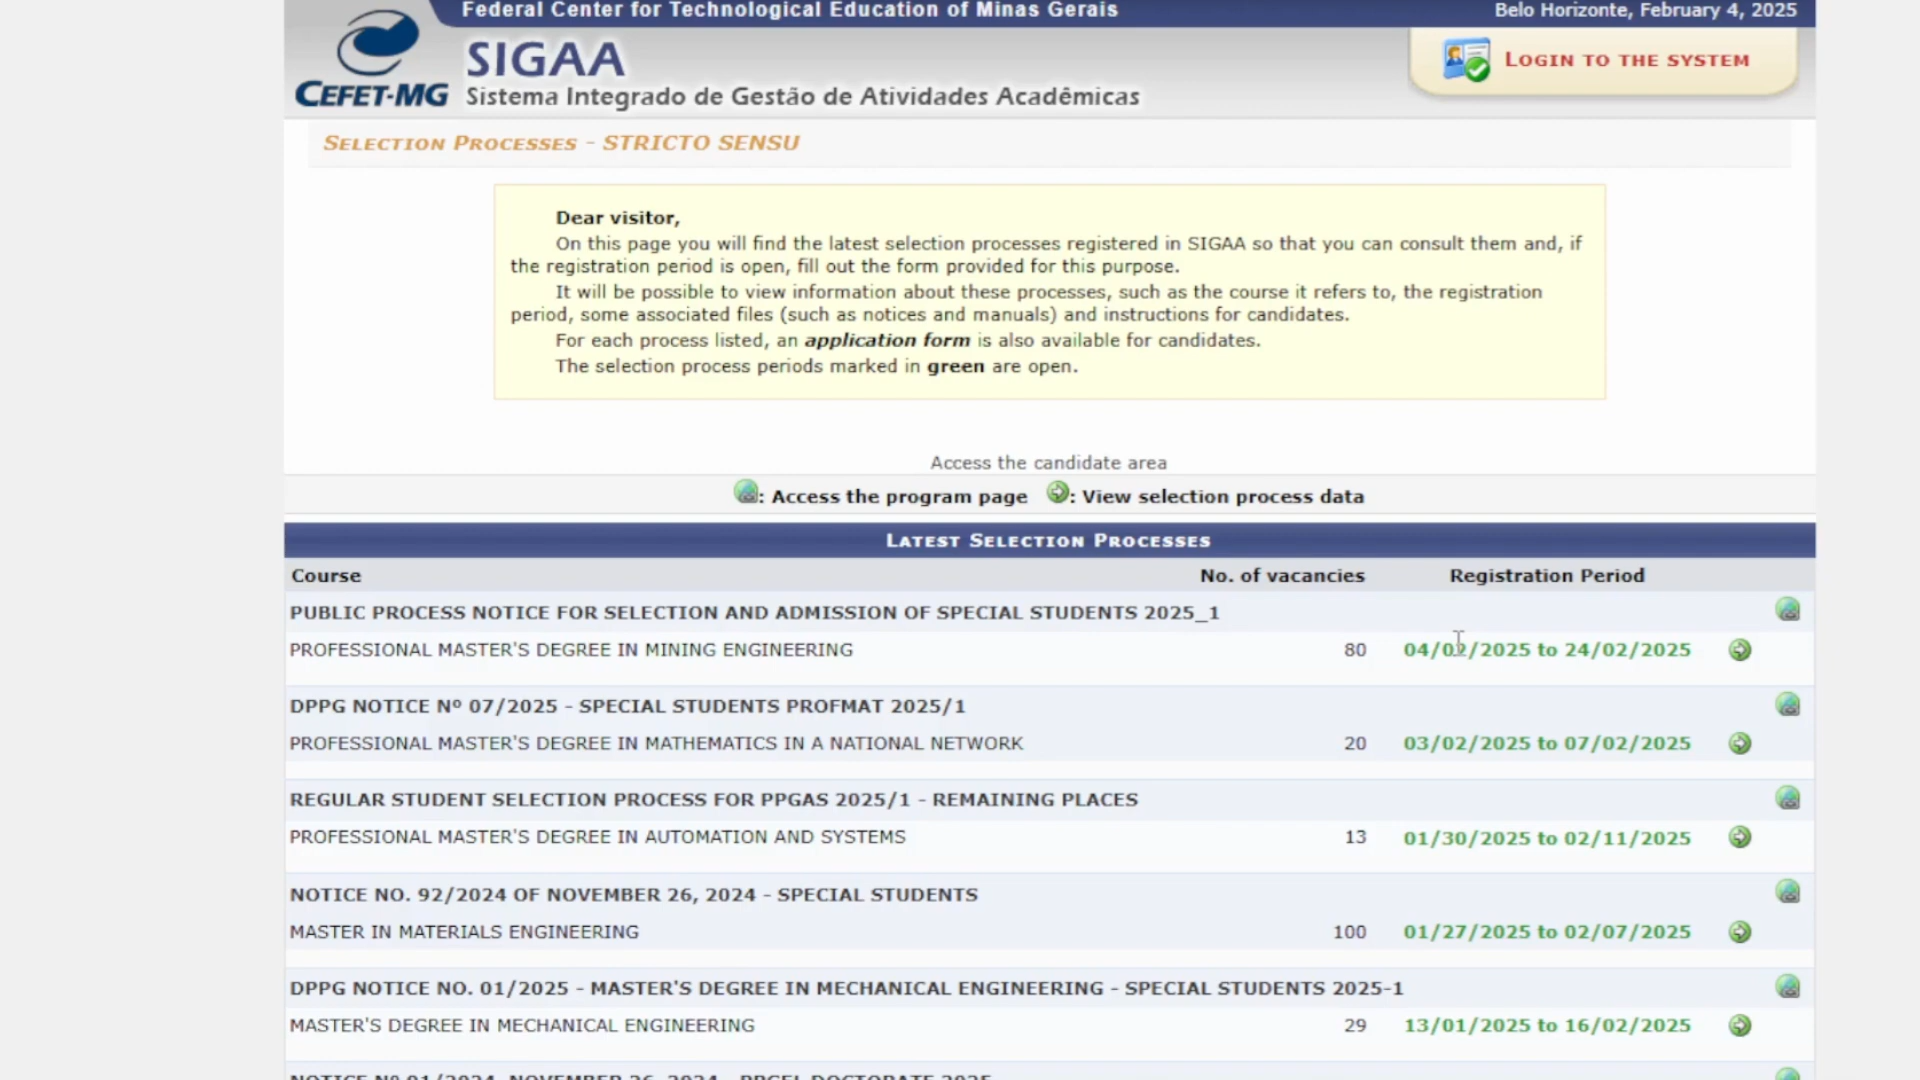 Federal Center for Technological Education of Minas Gerais
Belo Horizonte, February 4, 2025
CEFET-MG
SIGAA
Sistema Integrado de Gestão de Atividades Acadêmicas
LOGIN TO THE SYSTEM
SELECTION PROCESSES - STRICTO SENSU
Dear visitor,
On this page you will find the latest selection processes registered in SIGAA so that you can consult them and, if
the registration period is open, fill out the form provided for this purpose.
It will be possible to view information about these processes, such as the course it refers to, the registration
period, some associated files (such as notices and manuals) and instructions for candidates.
For each process listed, an application form is also available for candidates.
The selection process periods marked in green are open.
Access the candidate area
: Access the program page : View selection process data
LATEST SELECTION PROCESSES
Course No. of vacancies Registration Period
PUBLIC PROCESS NOTICE FOR SELECTION AND ADMISSION OF SPECIAL STUDENTS 2025_1
PROFESSIONAL MASTER'S DEGREE IN MINING ENGINEERING 80 04/02/2025 to 24/02/2025
DPPG NOTICE Nº 07/2025 - SPECIAL STUDENTS PROFMAT 2025/1
PROFESSIONAL MASTER'S DEGREE IN MATHEMATICS IN A NATIONAL NETWORK 20 03/02/2025 to 07/02/2025
REGULAR STUDENT SELECTION PROCESS FOR PPGAS 2025/1 - REMAINING PLACES
PROFESSIONAL MASTER'S DEGREE IN AUTOMATION AND SYSTEMS 13 01/30/2025 to 02/11/2025
NOTICE NO. 92/2024 OF NOVEMBER 26, 2024 - SPECIAL STUDENTS
MASTER IN MATERIALS ENGINEERING 100 01/27/2025 to 02/07/2025
DPPG NOTICE NO. 01/2025 - MASTER'S DEGREE IN MECHANICAL ENGINEERING - SPECIAL STUDENTS 2025-1
MASTER'S DEGREE IN MECHANICAL ENGINEERING 29 13/01/2025 to 16/02/2025